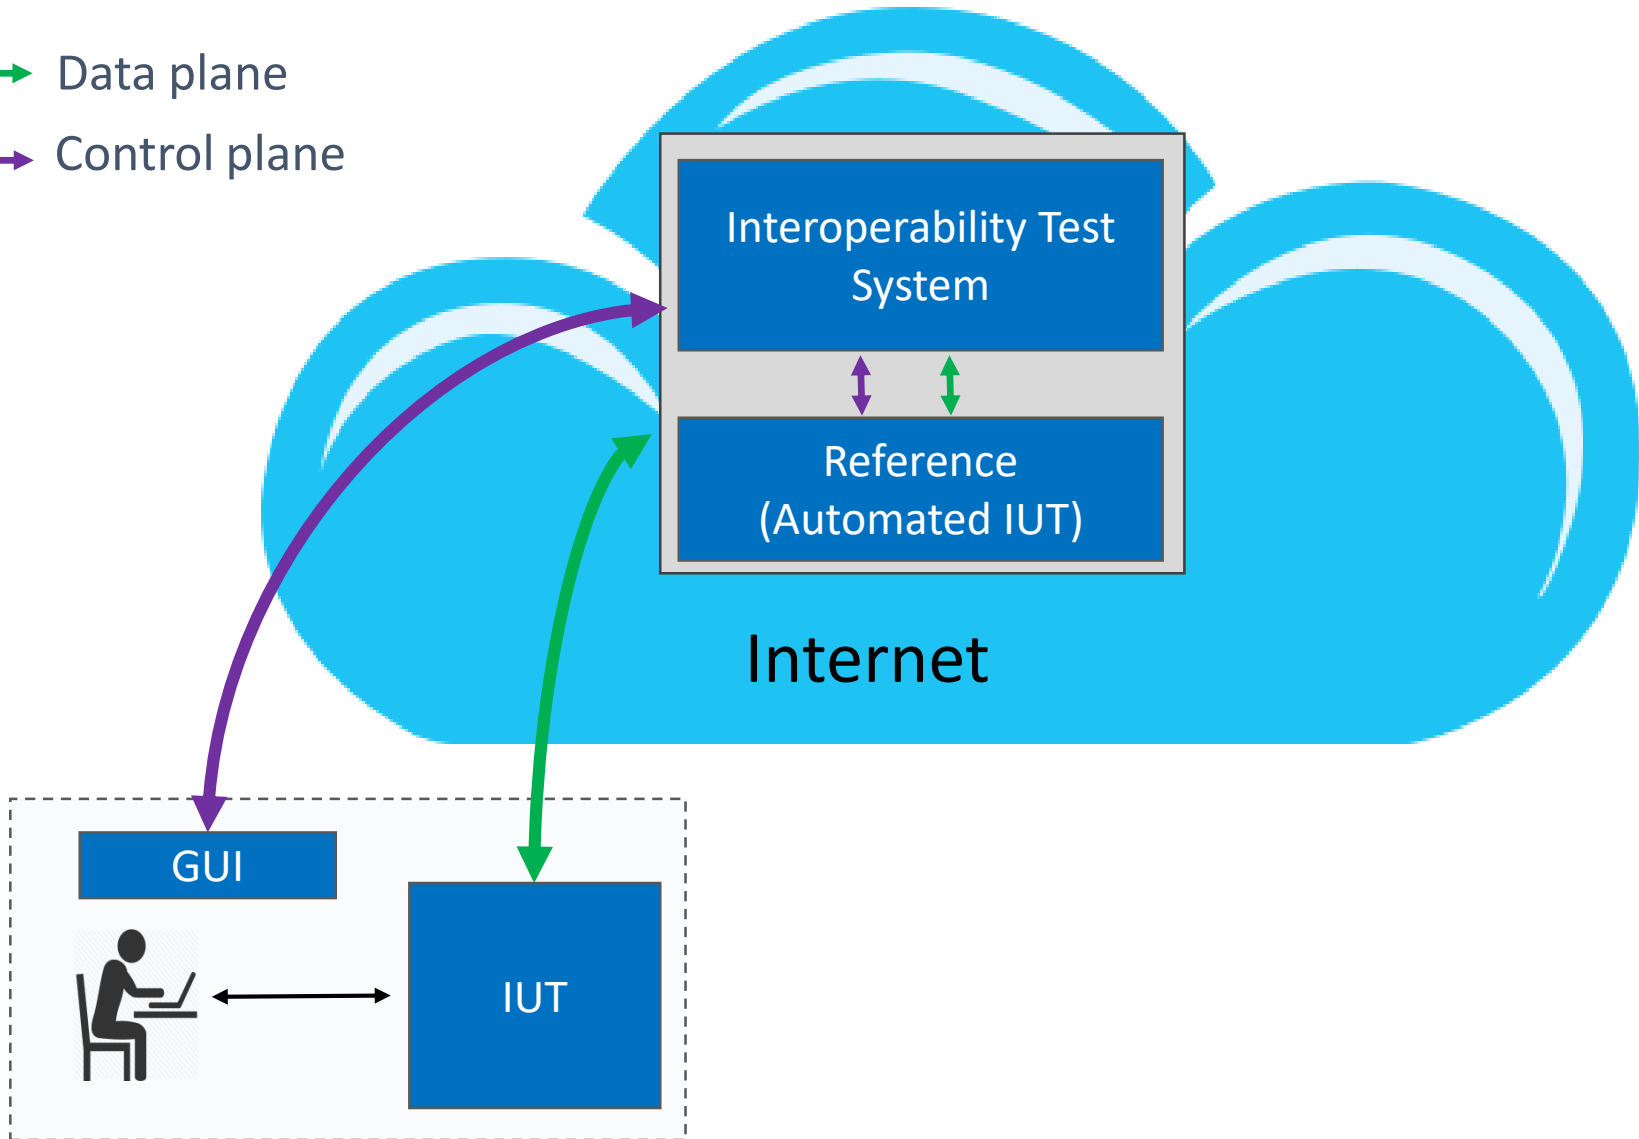 Data plane
Control plane
Interoperability Test
System
Reference
(Automated IUT)
Internet
GUI
IUT